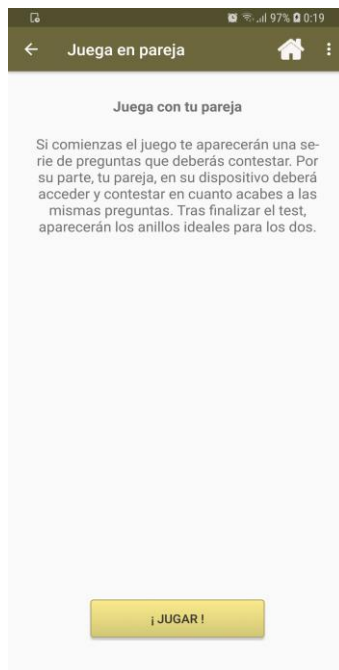 97% 0:19
Juega en pareja
Juega con tu pareja
Si comienzas el juego te aparecerán una se-
rie de preguntas que deberás contestar. Por
su parte, tu pareja, en su dispositivo deberá
acceder y contestar en cuanto acabes a las
mismas preguntas. Tras finalizar el test,
aparecerán los anillos ideales para los dos.
¡ JUGAR !